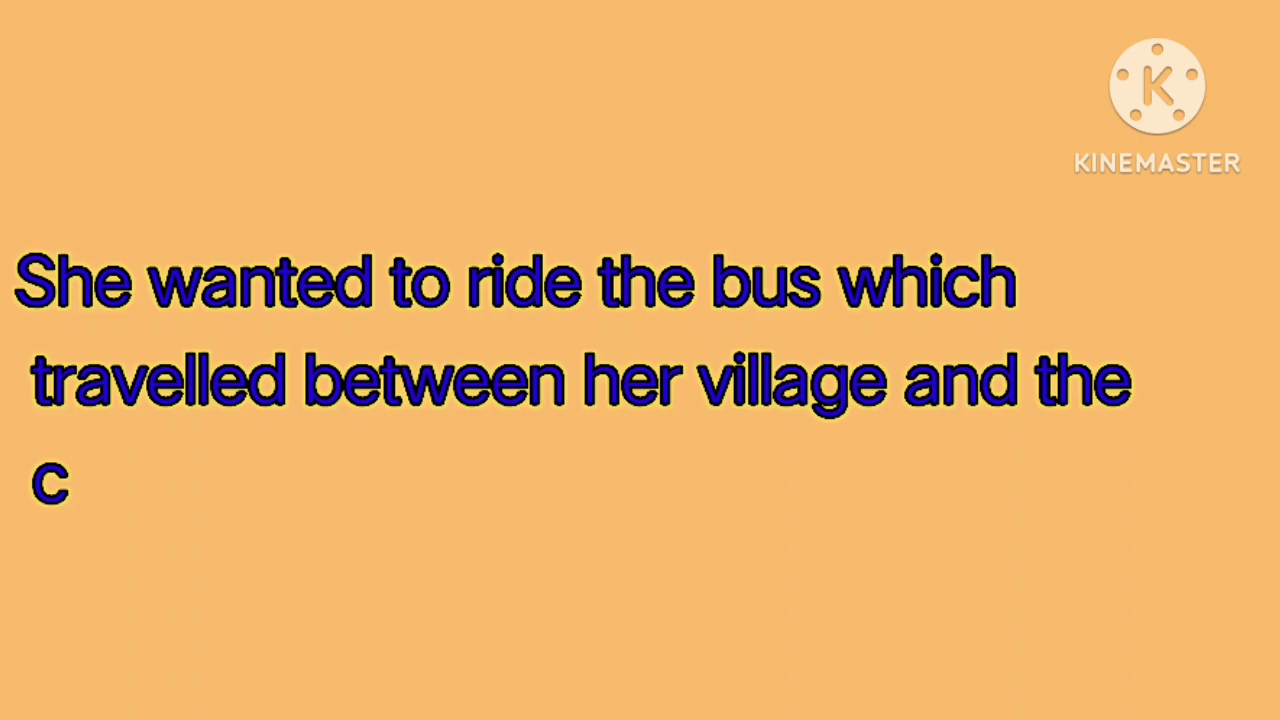 KINEMASTER
She wanted to ride the bus which
travelled between her village and the
c